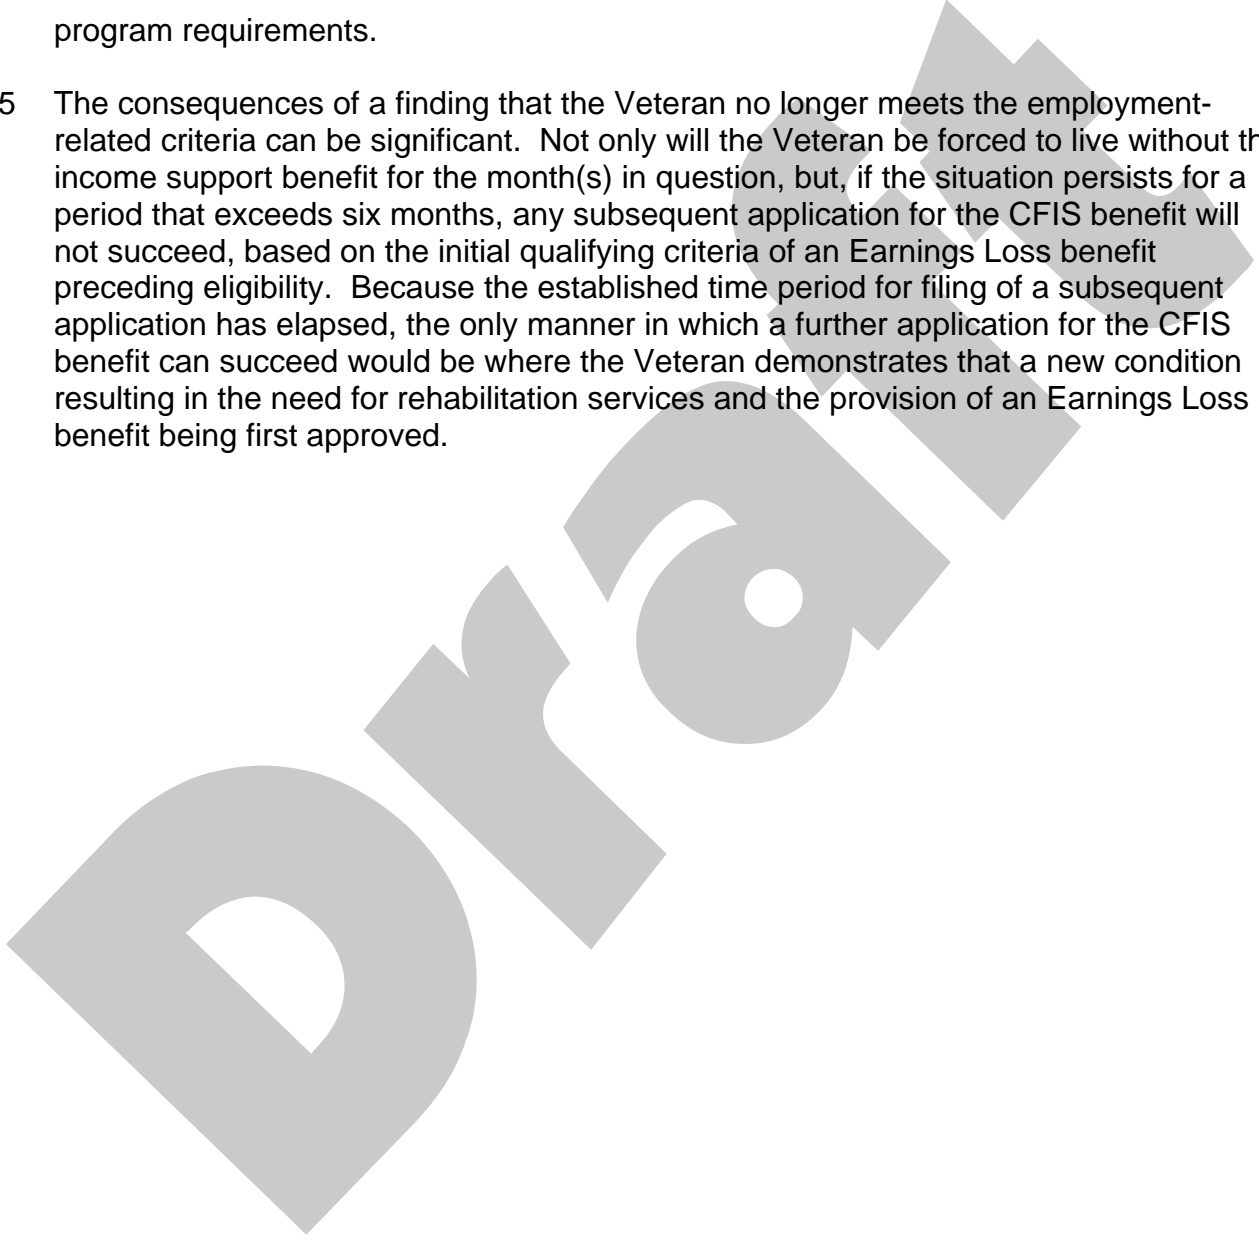 program requirements.
5 The consequences of a finding that the Veteran no longer meets the employment-
related criteria can be significant. Not only will the Veteran be forced to live without th
income support benefit for the month(s) in question, but, if the situation persists for a
period that exceeds six months, any subsequent application for the CFIS benefit will
not succeed, based on the initial qualifying criteria of an Earnings Loss benefit
preceding eligibility. Because the established time period for filing of a subsequent
application has elapsed, the only manner in which a further application for the CFIS
benefit can succeed would be where the Veteran demonstrates that a new condition
resulting in the need for rehabilitation services and the provision of an Earnings Loss
benefit being first approved.
Draft